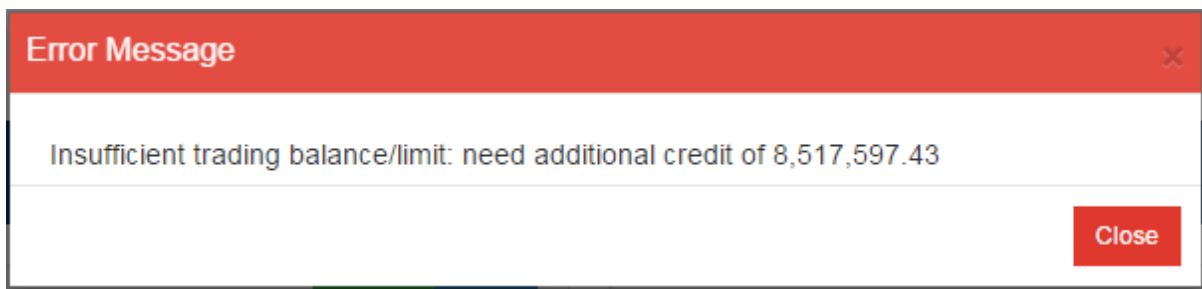 Error Message
×
Insufficient trading balance/limit: need additional credit of 8,517,597.43
Close